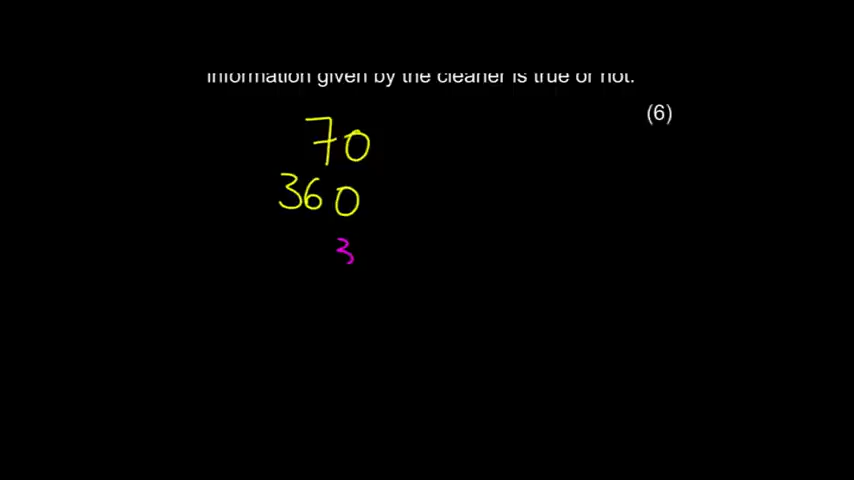 information given by the cleaner is true or not.
(6)
70
360
3